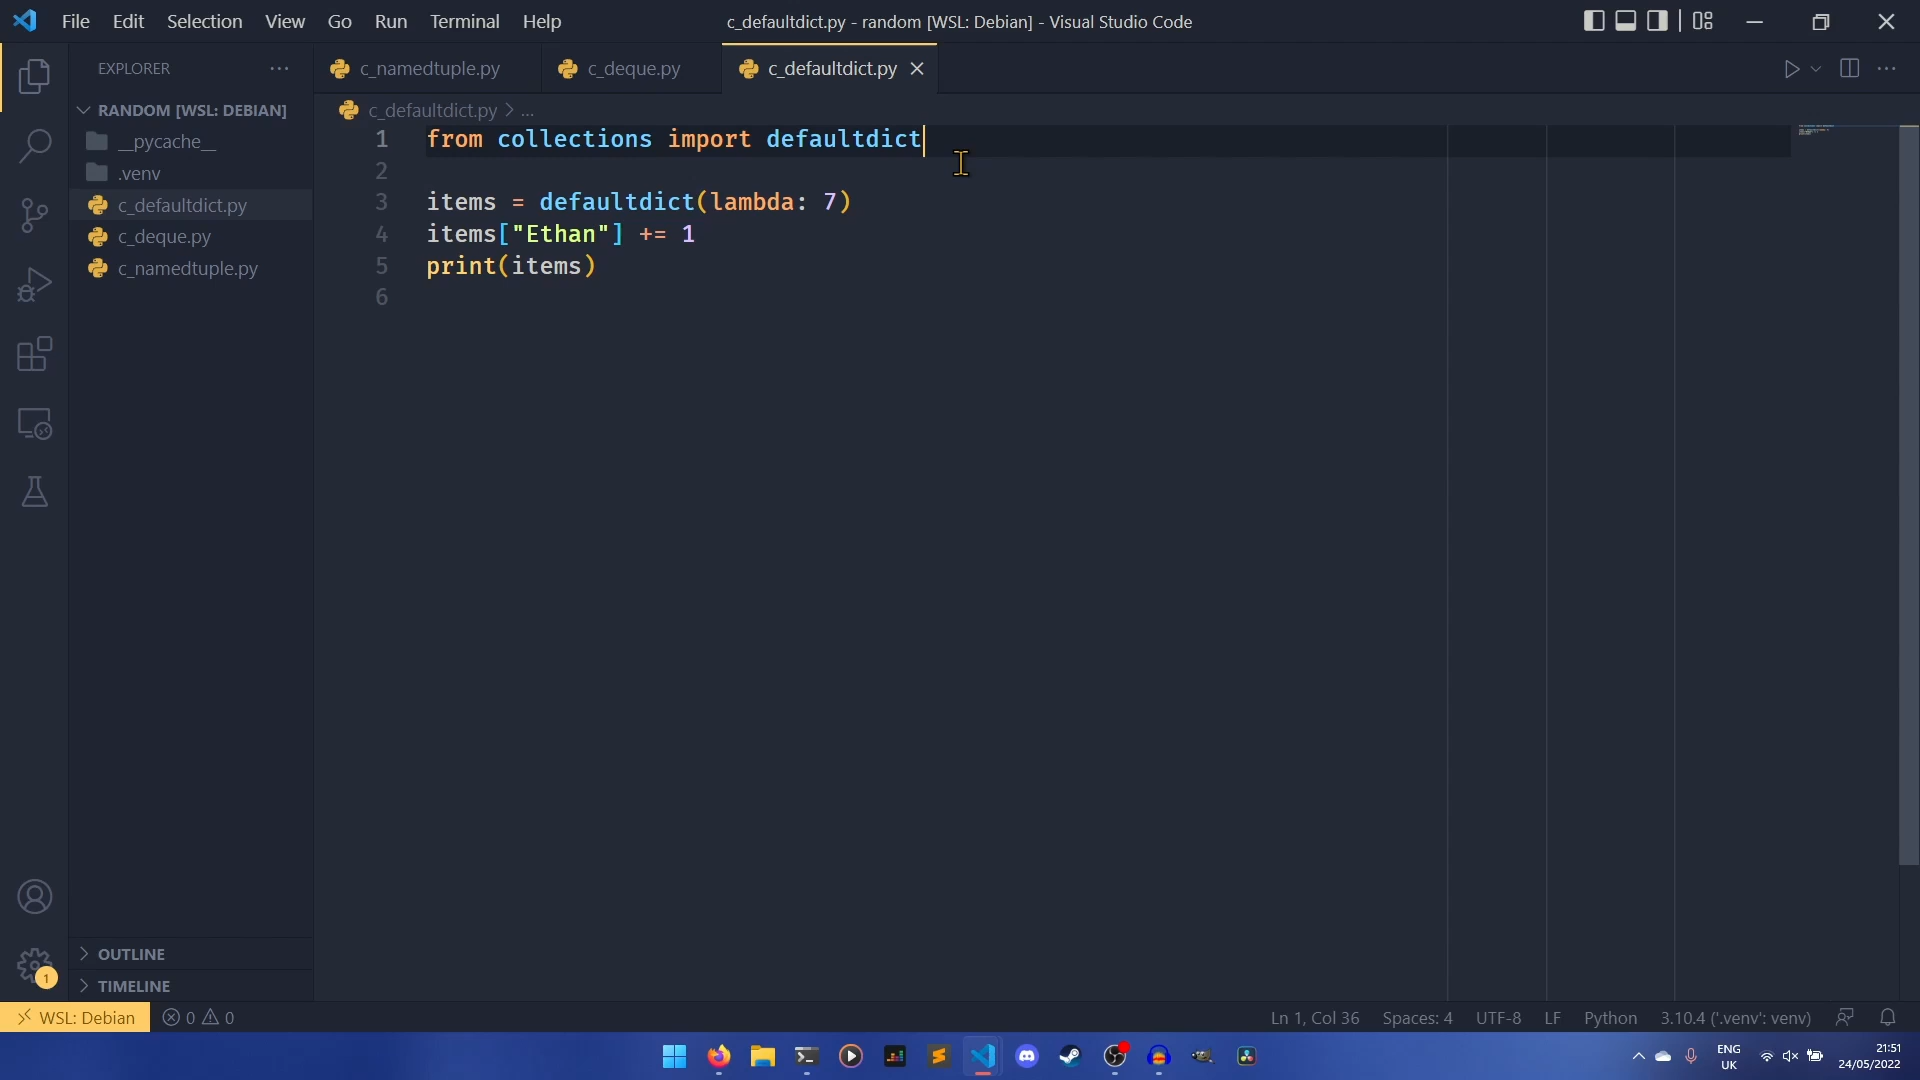 File Edit Selection View Go Run Terminal Help
c_defaultdict.py - random [WSL: Debian] - Visual Studio Code
EXPLORER
c_namedtuple.py
c_deque.py
c_defaultdict.py
RANDOM [WSL: DEBIAN]
__pycache__
.venv
c_defaultdict.py
c_deque.py
c_namedtuple.py
c_defaultdict.py > ...
1 from collections import defaultdict
2
3 items = defaultdict(lambda: 7)
4 items["Ethan"] += 1
5 print(items)
6
OUTLINE
TIMELINE
1
WSL: Debian
0 0
Ln 1, Col 36
Spaces: 4
UTF-8
LF
Python
3.10.4 ('.venv': venv)
ENG
UK
21:51
24/05/2022